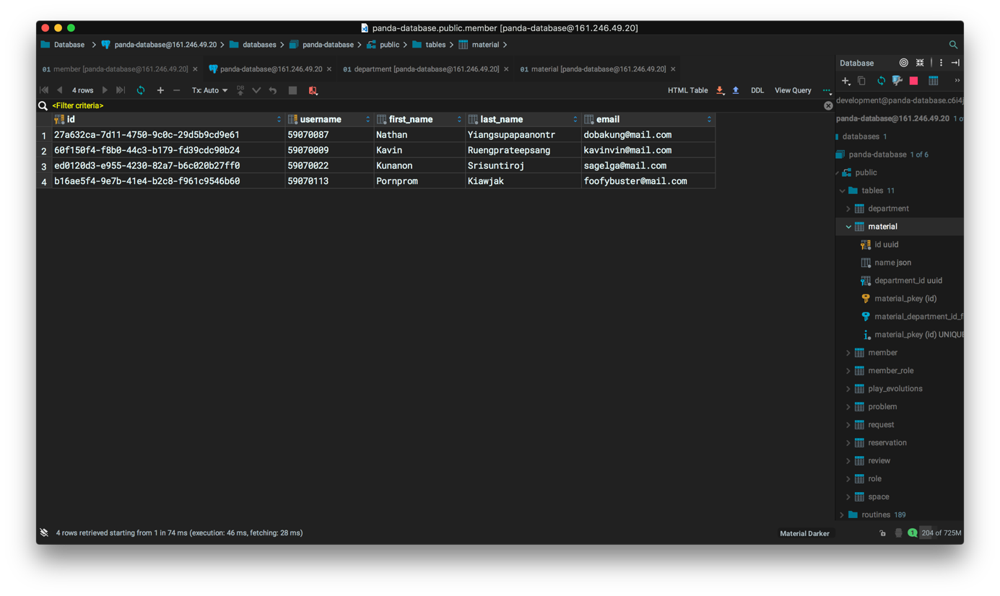 panda-database.public.member [panda-database@161.246.49.20]
Database panda-database@161.246.49.20 databases panda-database public tables material
01 member [panda-database@161.246.49.20] panda-database@161.246.49.20 01 department [panda-database@161.246.49.20] 01 material [panda-database@161.246.49.20]
4 rows Tx: Auto DB HTML Table DDL View Query
<Filter criteria>
id username first_name last_name email
1 27a632ca-7d11-4750-9c0c-29d5b9cd9e61 59070087 Nathan Yiangsupapaanontr dobakung@mail.com
2 60f150f4-f8b0-44c3-b179-fd39cdc90b24 59070009 Kavin Ruengprateepsang kavinvin@mail.com
3 ed0120d3-e955-4230-82a7-b6c020b27ff0 59070022 Kunanon Srisuntiroj sagelga@mail.com
4 b16ae5f4-9e7b-41e4-b2c8-f961c9546b60 59070113 Pornprom Kiawjak foofybuster@mail.com
Database
development@panda-database.c6i4j
panda-database@161.246.49.20 1 o
databases 1
panda-database 1 of 6
public
tables 11
department
material
id uuid
name json
department_id uuid
material_pkey (id)
material_department_id_f
material_pkey (id) UNIQUE
member
member_role
play_evolutions
problem
request
reservation
review
role
space
routines 189
4 rows retrieved starting from 1 in 74 ms (execution: 46 ms, fetching: 28 ms)
Material Darker
1 204 of 725M